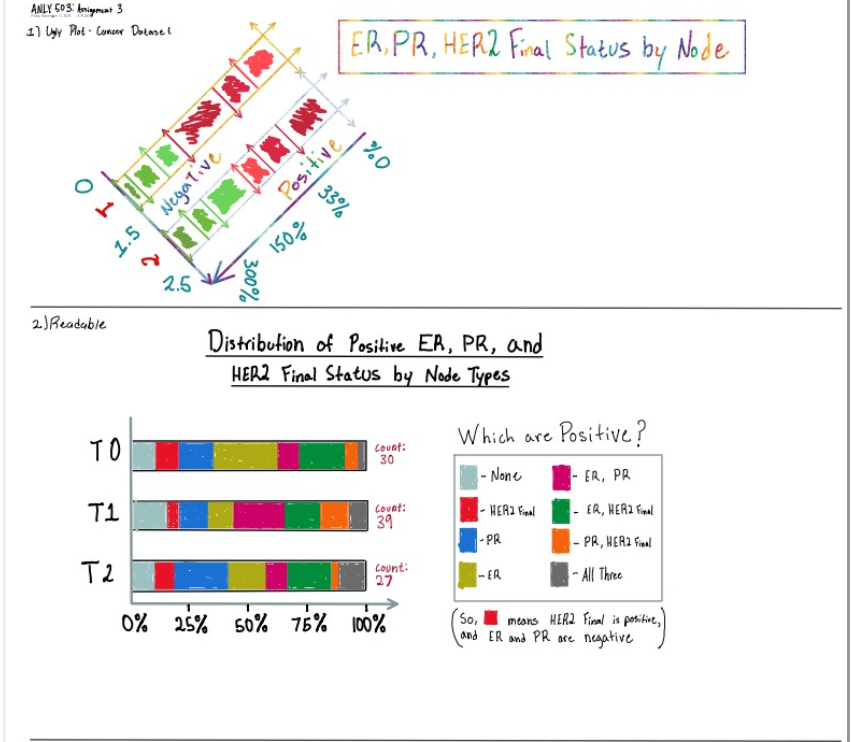 ANLY 503: Assignment 3
1) Ugly Plot - Cancer Dataset
ER, PR, HER2 Final Status by Node
Negative
Positive
0
1
1.5
2
2.5
%0
33%
150%
300%
2) Readable
Distribution of Positive ER, PR, and
HER2 Final Status by Node Types
T0
Count:
30
T1
Count:
39
T2
Count:
27
0% 25% 50% 75% 100%
Which are Positive?
- None
- ER, PR
- HER2 Final
- ER, HER2 Final
- PR
- PR, HER2 Final
- ER
- All Three
(So, means HER2 Final is positive,
and ER and PR are negative)